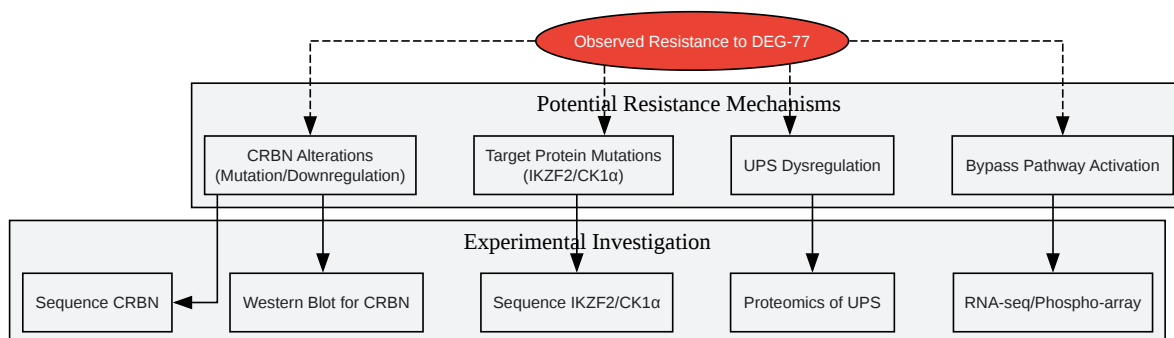 Observed Resistance to DEG-77
Potential Resistance Mechanisms
CRBN Alterations
(Mutation/Downregulation)
Target Protein Mutations
(IKZF2/CK1α)
UPS Dysregulation
Bypass Pathway Activation
Experimental Investigation
Sequence CRBN
Western Blot for CRBN
Sequence IKZF2/CK1α
Proteomics of UPS
RNA-seq/Phospho-array